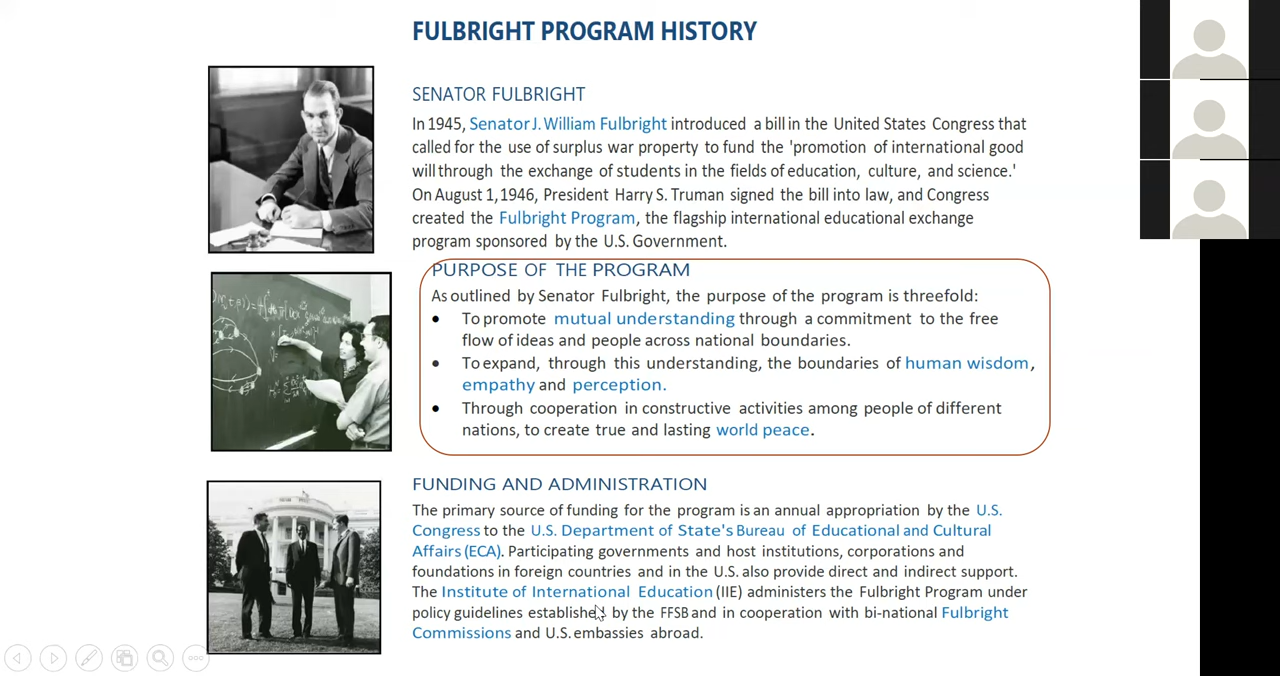 FULBRIGHT PROGRAM HISTORY
SENATOR FULBRIGHT
In 1945, Senator J. William Fulbright introduced a bill in the United States Congress that
called for the use of surplus war property to fund the 'promotion of international good
will through the exchange of students in the fields of education, culture, and science.'
On August 1, 1946, President Harry S. Truman signed the bill into law, and Congress
created the Fulbright Program, the flagship international educational exchange
program sponsored by the U.S. Government.
PURPOSE OF THE PROGRAM
As outlined by Senator Fulbright, the purpose of the program is threefold:
• To promote mutual understanding through a commitment to the free
flow of ideas and people across national boundaries.
• To expand, through this understanding, the boundaries of human wisdom,
empathy and perception.
• Through cooperation in constructive activities among people of different
nations, to create true and lasting world peace.
FUNDING AND ADMINISTRATION
The primary source of funding for the program is an annual appropriation by the U.S.
Congress to the U.S. Department of State's Bureau of Educational and Cultural
Affairs (ECA). Participating governments and host institutions, corporations and
foundations in foreign countries and in the U.S. also provide direct and indirect support.
The Institute of International Education (IIE) administers the Fulbright Program under
policy guidelines established by the FFSB and in cooperation with bi-national Fulbright
Commissions and U.S. embassies abroad.